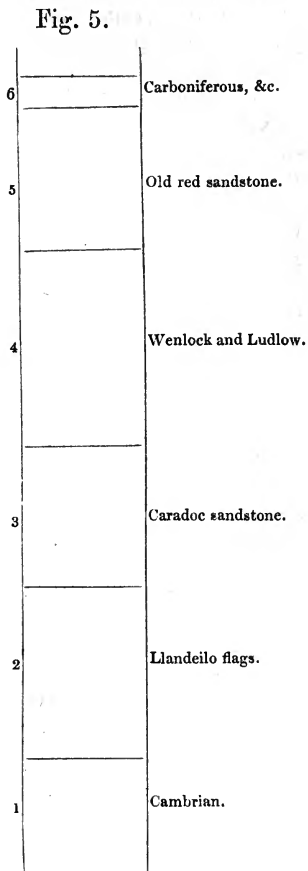 Fig. 5.
6 Carboniferous, &c.
5 Old red sandstone.
4 Wenlock and Ludlow.
3 Caradoc sandstone.
2 Llandeilo flags.
1 Cambrian.